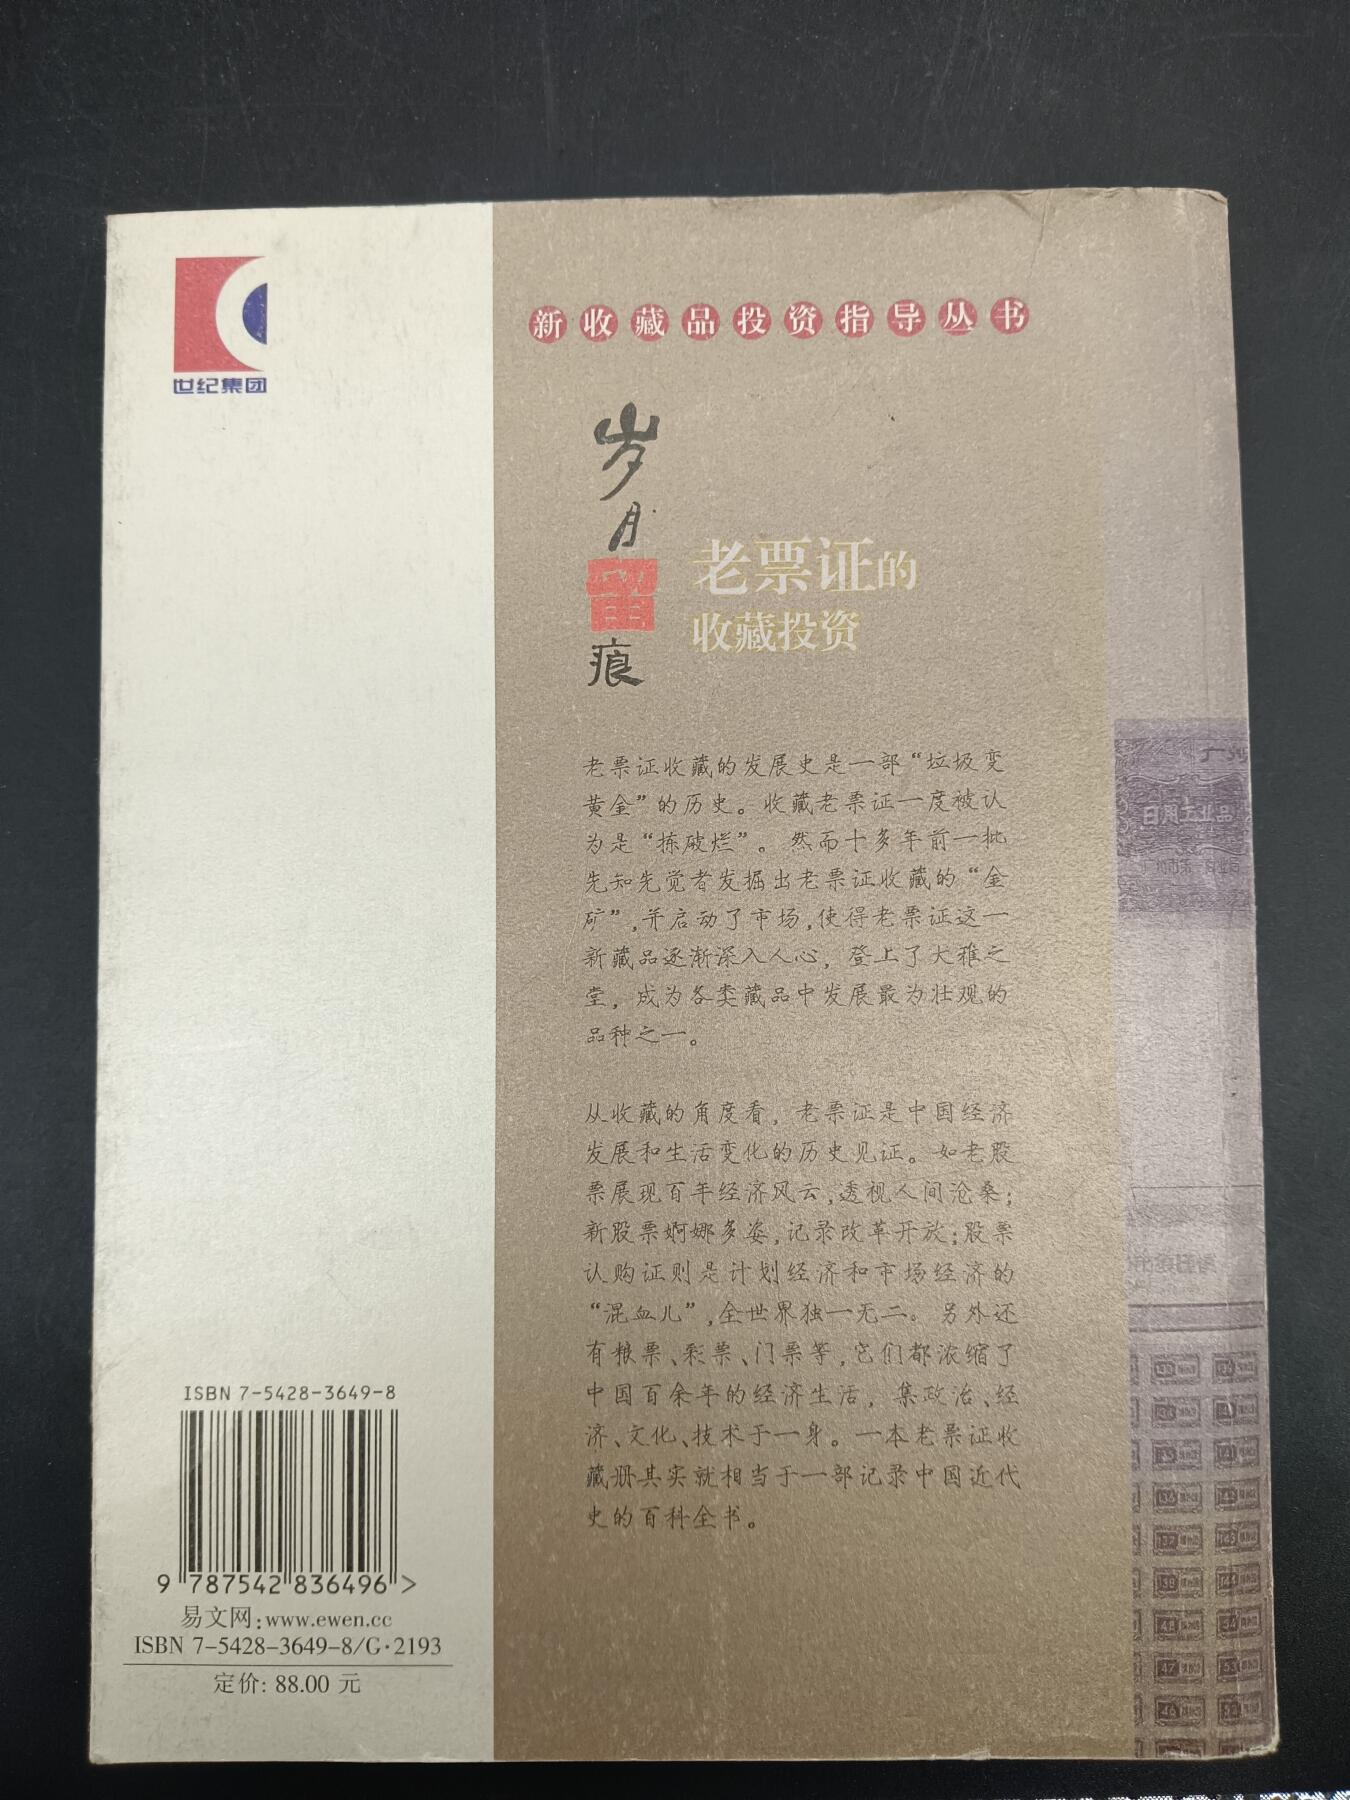 世纪集团
新收藏品投资指导丛书
岁月留痕
老票证的
收藏投资
老票证收藏的发展史是一部“垃圾变
黄金”的历史。收藏老票证一度被认
为是“拣破烂”。然而十多年前一批
先知先觉者发掘出老票证收藏的“金
矿”,并启动了市场,使得老票证这一
新藏品逐渐深入人心，登上了大雅之
堂，成为各类藏品中发展最为壮观的
品种之一。
从收藏的角度看，老票证是中国经济
发展和生活变化的历史见证。如老股
票展现百年经济风云,透视人间沧桑;
新股票婀娜多姿,记录改革开放;股票
认购证则是计划经济和市场经济的
“混血儿”,全世界独一无二。另外还
有粮票、彩票、门票等,它们都浓缩了
中国百余年的经济生活，集政治、经
济、文化、技术于一身。一本老票证收
藏册其实就相当于一部记录中国近代
史的百科全书。
日用工业品
ISBN 7-5428-3649-8
9 787542 836496 >
易文网:www.ewen.cc
ISBN 7-5428-3649-8/G·2193
定价: 88.00 元